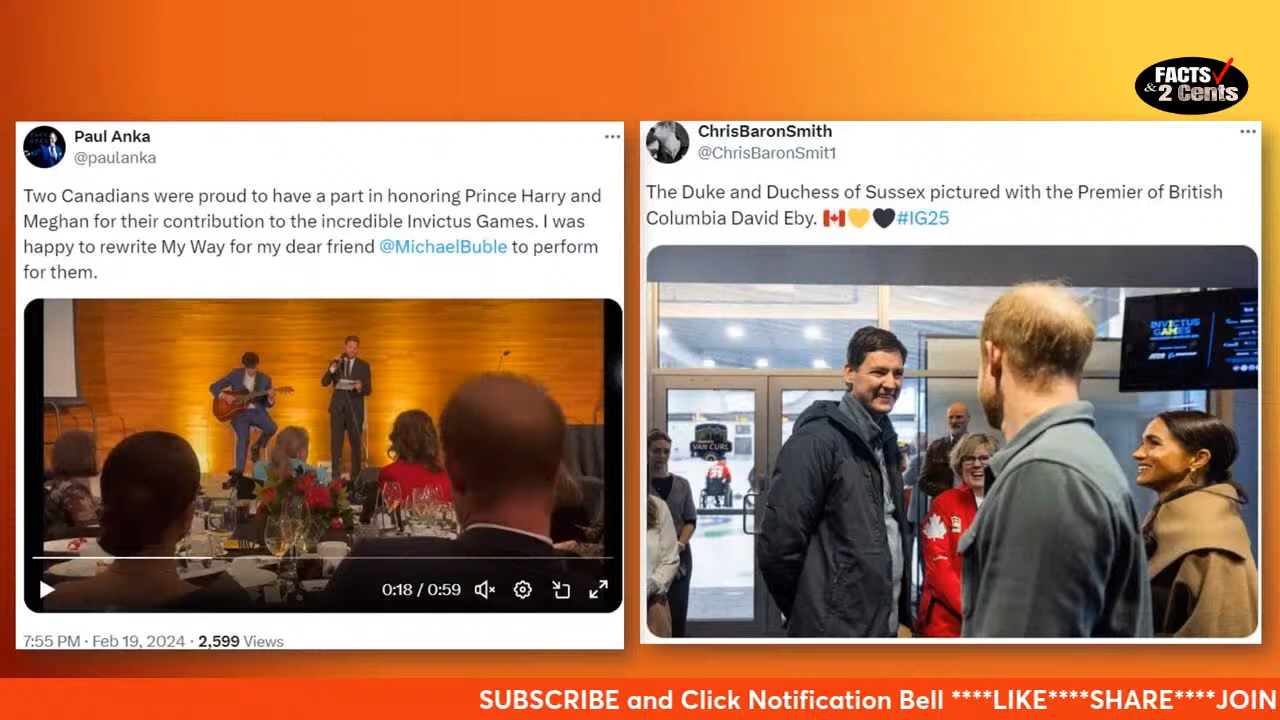 FACTS
& 2 Cents
Paul Anka
@paulanka
Two Canadians were proud to have a part in honoring Prince Harry and
Meghan for their contribution to the incredible Invictus Games. I was
happy to rewrite My Way for my dear friend @MichaelBuble to perform
for them.
0:18 / 0:59
7:55 PM · Feb 19, 2024 · 2,599 Views
ChrisBaronSmith
@ChrisBaronSmit1
The Duke and Duchess of Sussex pictured with the Premier of British
Columbia David Eby. 🇨🇦💛🖤#IG25
INVICTUS
GAMES
VAN CURL
SUBSCRIBE and Click Notification Bell ****LIKE****SHARE****JOIN